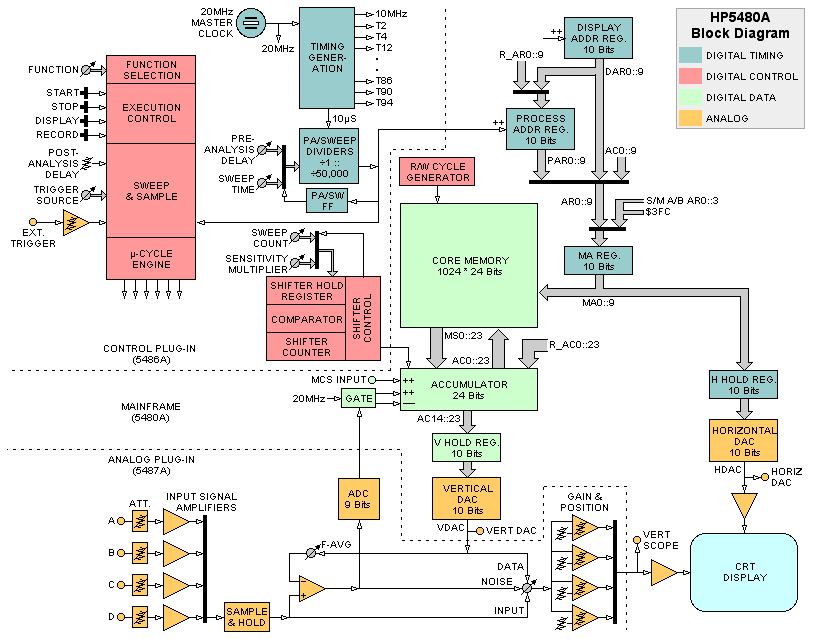 HP5480A
Block Diagram
DIGITAL TIMING
DIGITAL CONTROL
DIGITAL DATA
ANALOG
20MHz
MASTER
CLOCK
20MHz
TIMING
GENER-
ATION
10MHz
T2
T4
T12
T86
T90
T94
10µS
FUNCTION
START
STOP
DISPLAY
RECORD
POST-
ANALYSIS
DELAY
TRIGGER
SOURCE
EXT.
TRIGGER
FUNCTION
SELECTION
EXECUTION
CONTROL
SWEEP
& SAMPLE
µ-CYCLE
ENGINE
PRE-
ANALYSIS
DELAY
SWEEP
TIME
PA/SWEEP
DIVIDERS
÷1 ::
÷50,000
PA/SW
FF
SWEEP
COUNT
SENSITIVITY
MULTIPLIER
SHIFTER HOLD
REGISTER
COMPARATOR
SHIFTER
COUNTER
SHIFTER
CONTROL
CONTROL PLUG-IN
(5486A)
MAINFRAME
(5480A)
ANALOG PLUG-IN
(5487A)
++
DISPLAY
ADDR REG.
10 Bits
R_AR0::9
DAR0::9
++
PROCESS
ADDR REG.
10 Bits
PAR0::9
AC0::9
AR0::9
S/M A/B AR0::3
$3FC
MA REG.
10 Bits
MA0::9
R/W CYCLE
GENERATOR
CORE MEMORY
1024 * 24 Bits
MS0::23
AC0::23
R_AC0::23
MCS INPUT
20MHz
GATE
++
++
—
ACCUMULATOR
24 Bits
AC14::23
V HOLD REG.
10 Bits
VERTICAL
DAC
10 Bits
VDAC
VERT DAC
H HOLD REG.
10 Bits
HORIZONTAL
DAC
10 Bits
HDAC
HORIZ
DAC
ADC
9 Bits
ATT.
INPUT SIGNAL
AMPLIFIERS
A
B
C
D
SAMPLE
& HOLD
F-AVG
−
+
DATA
NOISE
INPUT
GAIN &
POSITION
VERT
SCOPE
CRT
DISPLAY